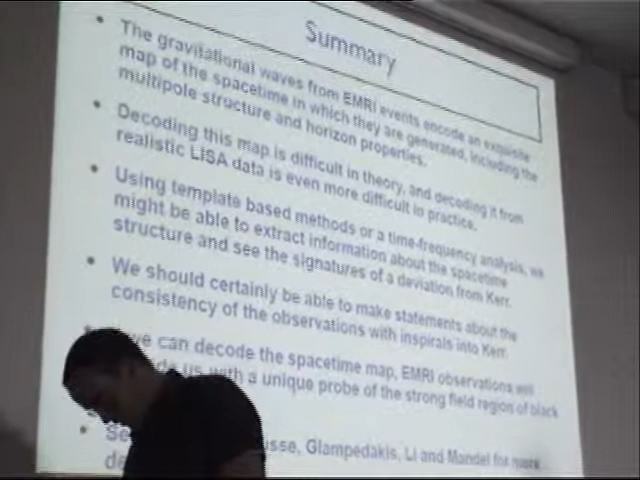 Summary
• The gravitational waves from EMRI events encode an exquisite
map of the spacetime in which they are generated, including the
multipole structure and horizon properties.
• Decoding this map is difficult in theory, and decoding it from
realistic LISA data is even more difficult in practice.
• Using template based methods or a time-frequency analysis, we
might be able to extract information about the spacetime
structure and see the signatures of a deviation from Kerr.
• We should certainly be able to make statements about the
consistency of the observations with inspirals into Kerr.
we can decode the spacetime map, EMRI observations will
us with a unique probe of the strong field region of black
• Se
Glampedakis, Li and Mandel for more
de